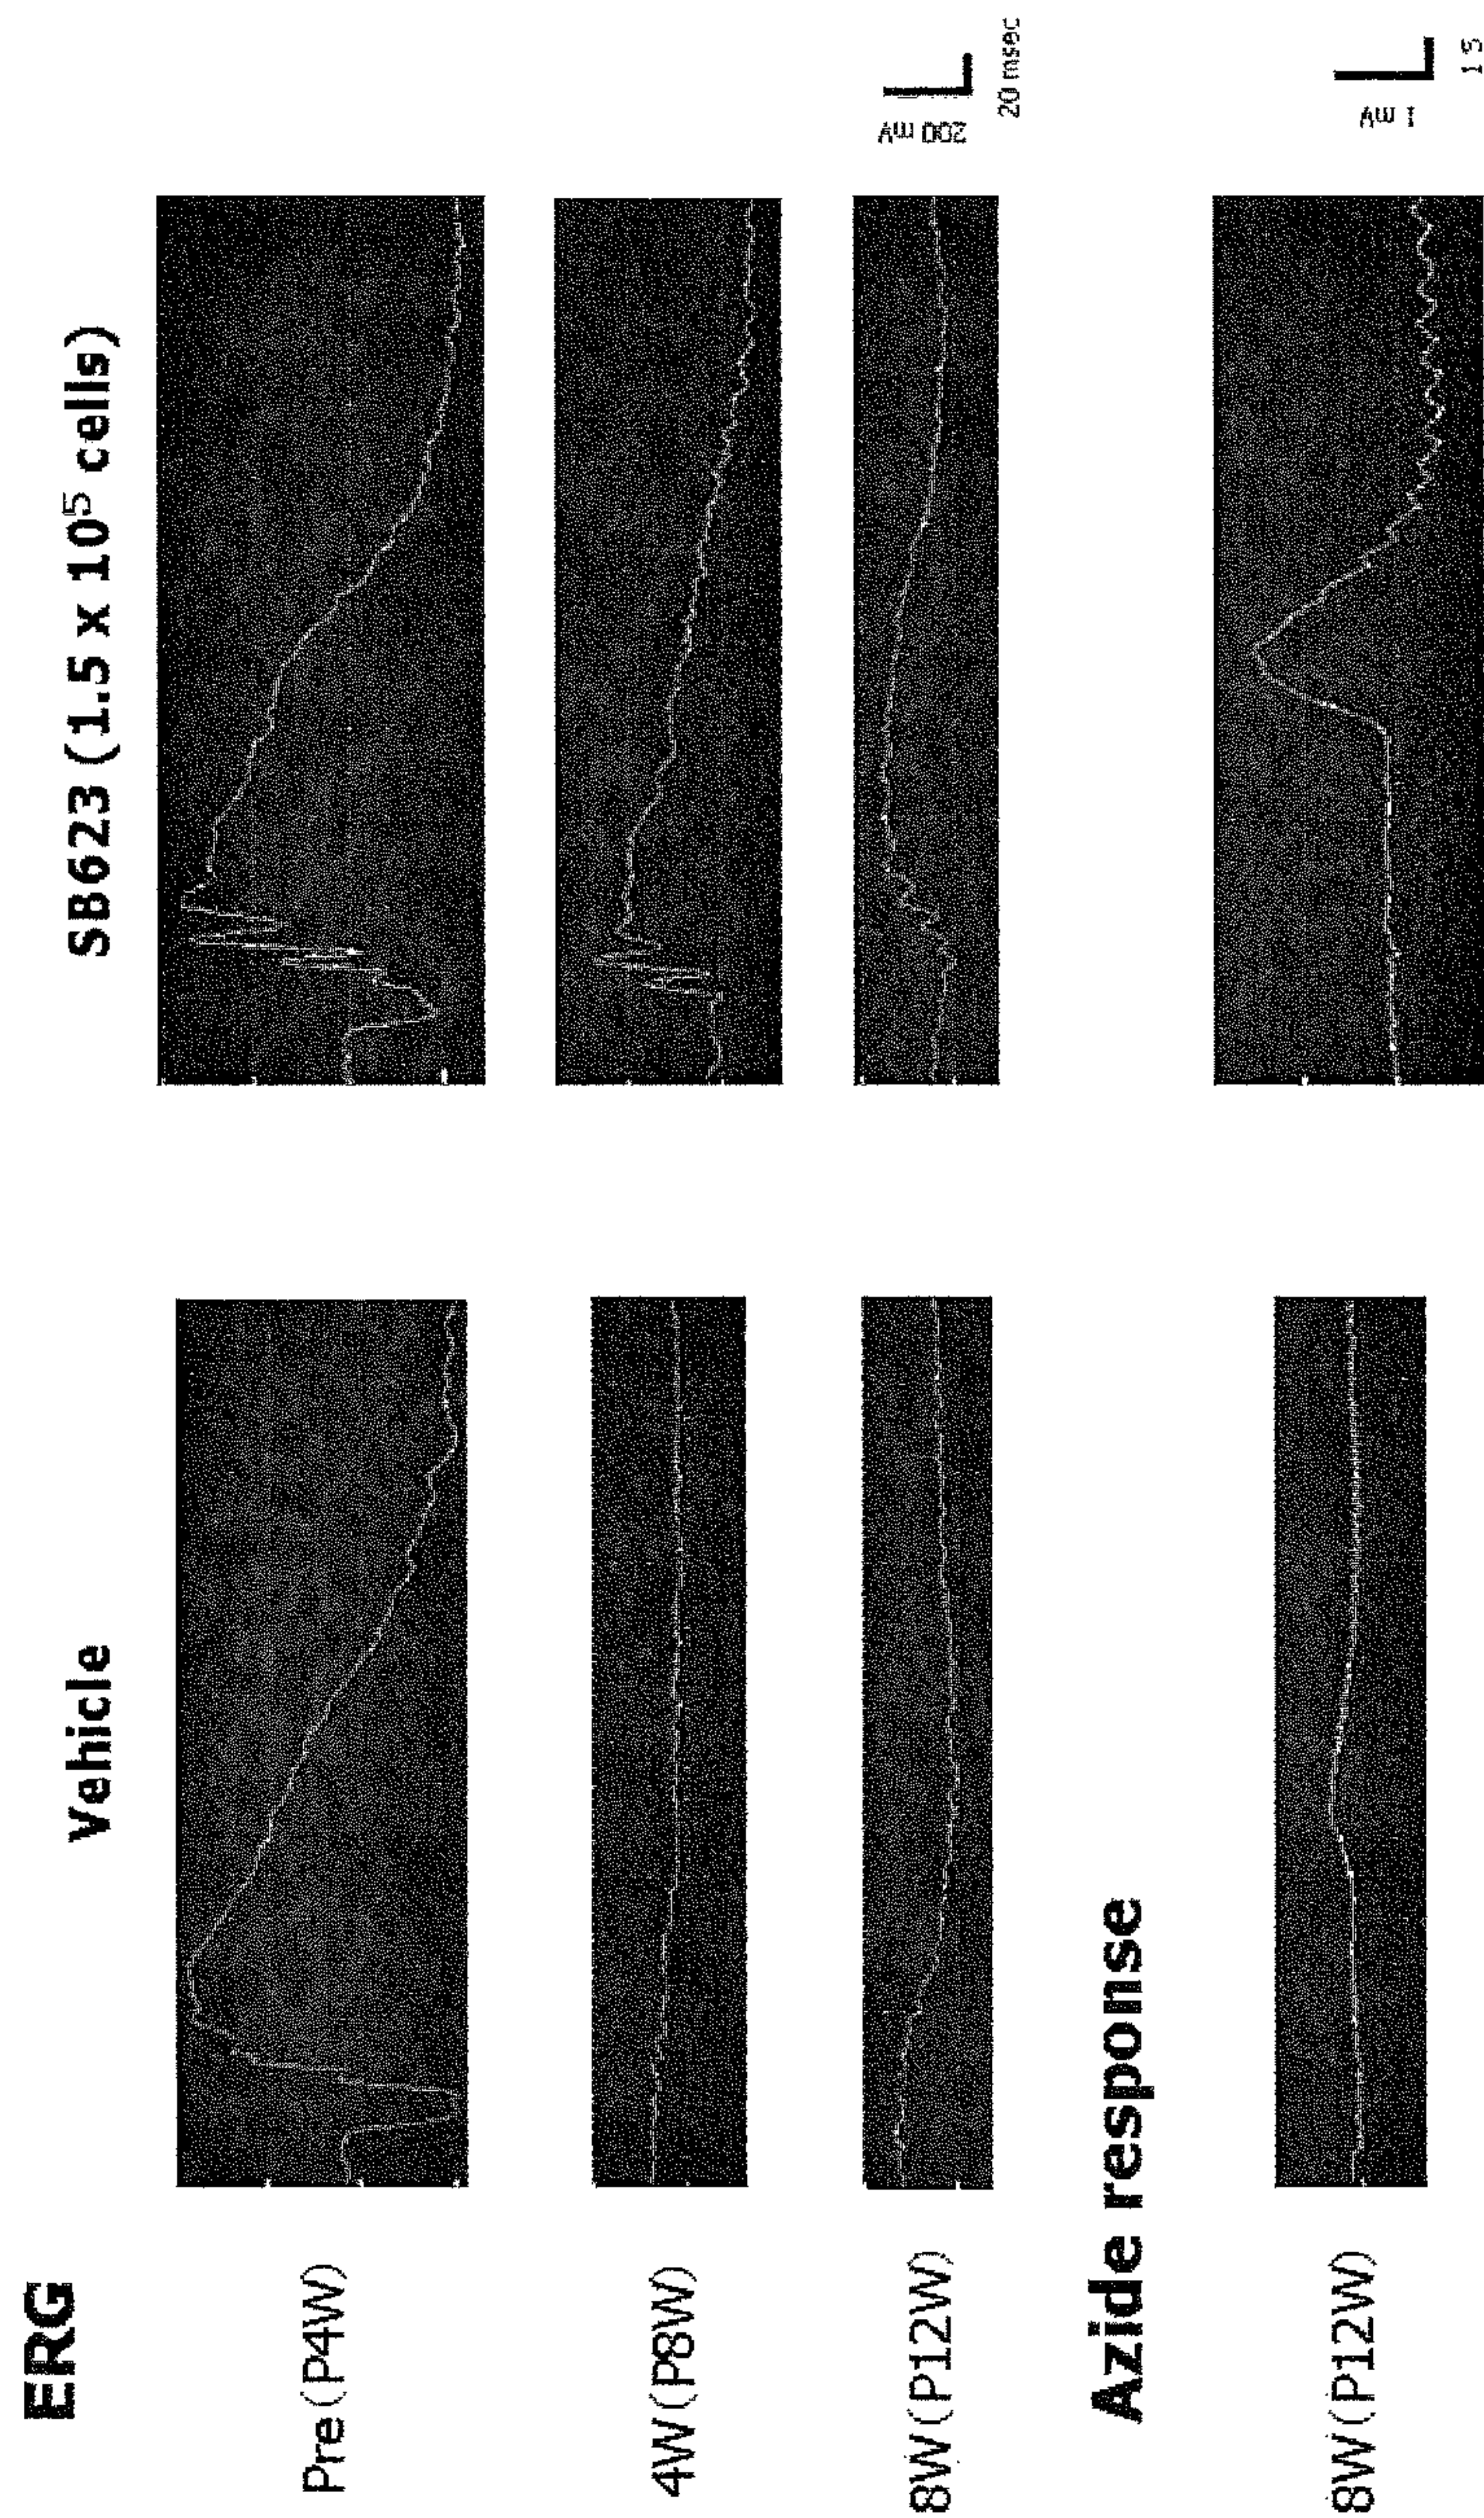 ERG
Vehicle
SB623 (1.5 x 10⁵ cells)
Pre(P4W)
4W(P8W)
8W(P12W)
200 mV
20 msec
Azide response
8W(P12W)
1 mV
1 S